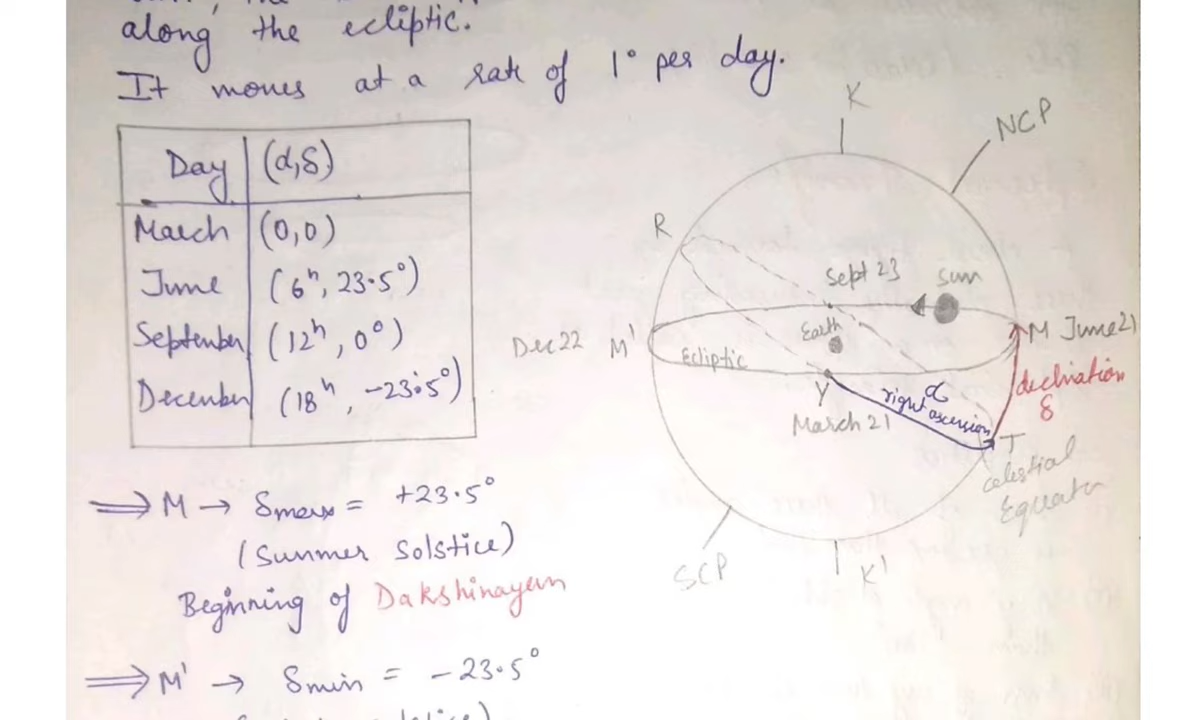 along the ecliptic.
It moves at a rate of 1° per day.
Day (α,δ)
March (0,0)
June (6ʰ, 23.5°)
September (12ʰ, 0°)
December (18ʰ, -23.5°)
⟹ M → δmax = +23.5°
(Summer Solstice)
Beginning of Dakshinayan
⟹ M' → δmin = -23.5°
K
NCP
R
Sept 23
Sun
Earth
Dec 22 M'
Ecliptic
M June 21
declination
δ
γ
March 21
α
right ascension
T
Celestial
Equator
SCP
K'